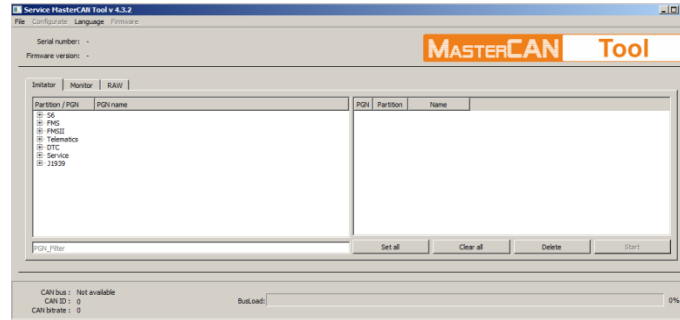 Service MasterCAN Tool v 4.3.2
File Configurate Language Firmware
Serial number: -
Firmware version: -
MASTERCAN Tool
Imitator Monitor RAW
Partition / PGN PGN name
PGN Partition Name
S6
FMS
FMSII
Telematics
DTC
Service
J1939
PGN_Filter
Set all Clear all Delete Start
CAN bus : Not available
CAN ID : 0
CAN bitrate : 0
BusLoad:
0%